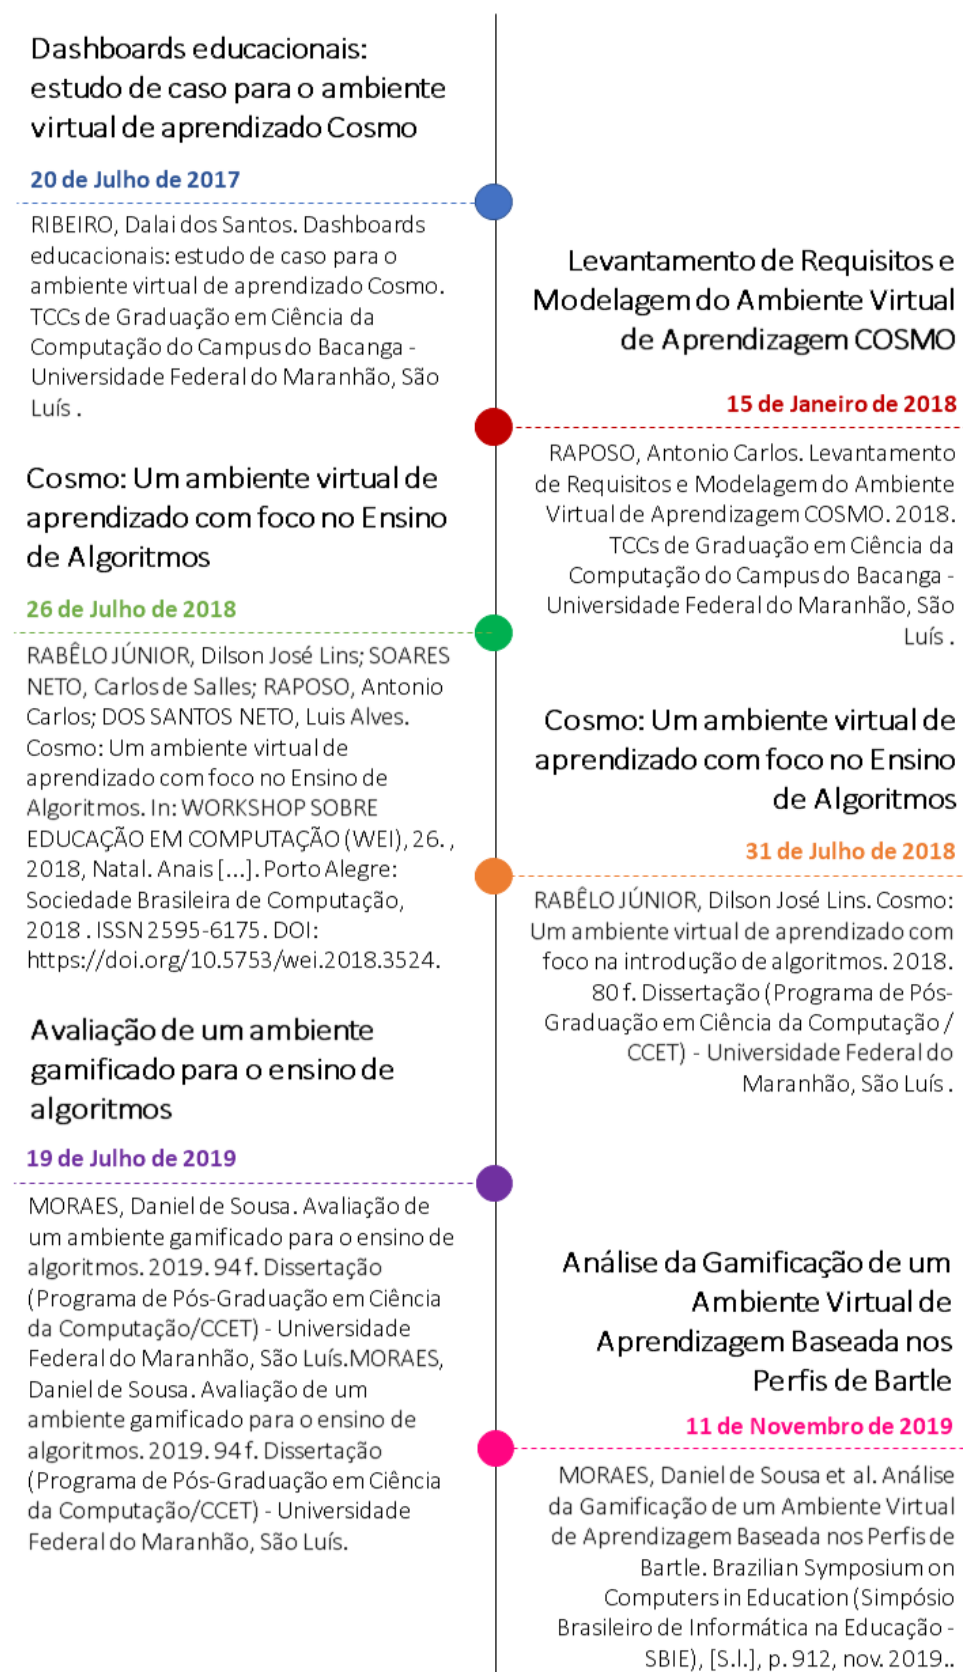 Dashboards educacionais:
estudo de caso para o ambiente
virtual de aprendizado Cosmo
20 de Julho de 2017
RIBEIRO, Dalai dos Santos. Dashboards
educacionais: estudo de caso para o
ambiente virtual de aprendizado Cosmo.
TCCs de Graduação em Ciência da
Computação do Campus do Bacanga -
Universidade Federal do Maranhão, São
Luís .
Levantamento de Requisitos e
Modelagem do Ambiente Virtual
de Aprendizagem COSMO
15 de Janeiro de 2018
RAPOSO, Antonio Carlos. Levantamento
de Requisitos e Modelagem do Ambiente
Virtual de Aprendizagem COSMO. 2018.
TCCs de Graduação em Ciência da
Computação do Campus do Bacanga -
Universidade Federal do Maranhão, São
Luís .
Cosmo: Um ambiente virtual de
aprendizado com foco no Ensino
de Algoritmos
26 de Julho de 2018
RABÊLO JÚNIOR, Dilson José Lins; SOARES
NETO, Carlos de Salles; RAPOSO, Antonio
Carlos; DOS SANTOS NETO, Luis Alves.
Cosmo: Um ambiente virtual de
aprendizado com foco no Ensino de
Algoritmos. In: WORKSHOP SOBRE
EDUCAÇÃO EM COMPUTAÇÃO (WEI), 26. ,
2018, Natal. Anais [...]. Porto Alegre:
Sociedade Brasileira de Computação,
2018 . ISSN 2595-6175. DOI:
https://doi.org/10.5753/wei.2018.3524.
Cosmo: Um ambiente virtual de
aprendizado com foco no Ensino
de Algoritmos
31 de Julho de 2018
RABÊLO JÚNIOR, Dilson José Lins. Cosmo:
Um ambiente virtual de aprendizado com
foco na introdução de algoritmos. 2018.
80 f. Dissertação (Programa de Pós-
Graduação em Ciência da Computação /
CCET) - Universidade Federal do
Maranhão, São Luís .
Avaliação de um ambiente
gamificado para o ensino de
algoritmos
19 de Julho de 2019
MORAES, Daniel de Sousa. Avaliação de
um ambiente gamificado para o ensino de
algoritmos. 2019. 94 f. Dissertação
(Programa de Pós-Graduação em Ciência
da Computação/CCET) - Universidade
Federal do Maranhão, São Luís.MORAES,
Daniel de Sousa. Avaliação de um
ambiente gamificado para o ensino de
algoritmos. 2019. 94 f. Dissertação
(Programa de Pós-Graduação em Ciência
da Computação/CCET) - Universidade
Federal do Maranhão, São Luís.
Análise da Gamificação de um
Ambiente Virtual de
Aprendizagem Baseada nos
Perfis de Bartle
11 de Novembro de 2019
MORAES, Daniel de Sousa et al. Análise
da Gamificação de um Ambiente Virtual
de Aprendizagem Baseada nos Perfis de
Bartle. Brazilian Symposium on
Computers in Education (Simpósio
Brasileiro de Informática na Educação -
SBIE), [S.l.], p. 912, nov. 2019..